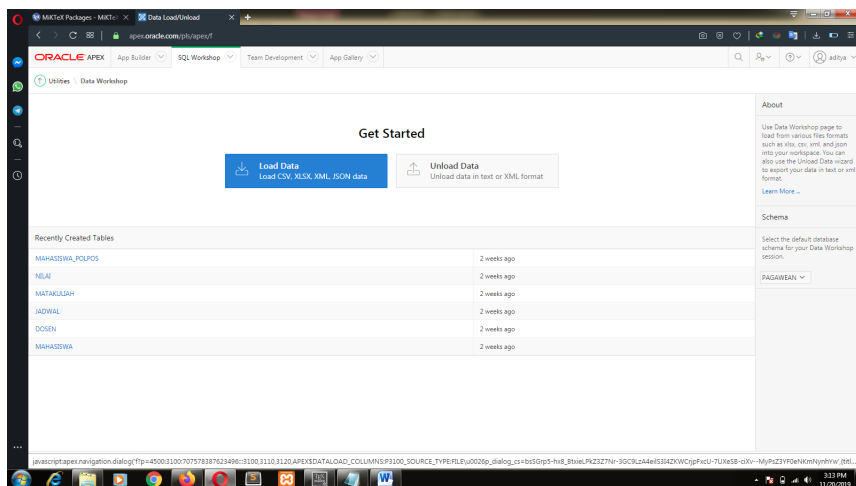 MiKTeX Packages - MiKTeX
Data Load/Unload
apex.oracle.com/pls/apex/f
ORACLE APEX
App Builder
SQL Workshop
Team Development
App Gallery
aditya
Utilities \ Data Workshop
Get Started
Load Data
Load CSV, XLSX, XML, JSON data
Unload Data
Unload data in text or XML format
About
Use Data Workshop page to
load from various files formats
such as xlsx, csv, xml, and json
into your workspace. You can
also use the Unload Data wizard
to export your data in text or xml
format.
Learn More ..
Schema
Select the default database
schema for your Data Workshop
session.
PAGAWEAN
Recently Created Tables
MAHASISWA_POLPOS 2 weeks ago
NILAI 2 weeks ago
MATAKULIAH 2 weeks ago
JADWAL 2 weeks ago
DOSEN 2 weeks ago
MAHASISWA 2 weeks ago
3:13 PM
11/20/2019